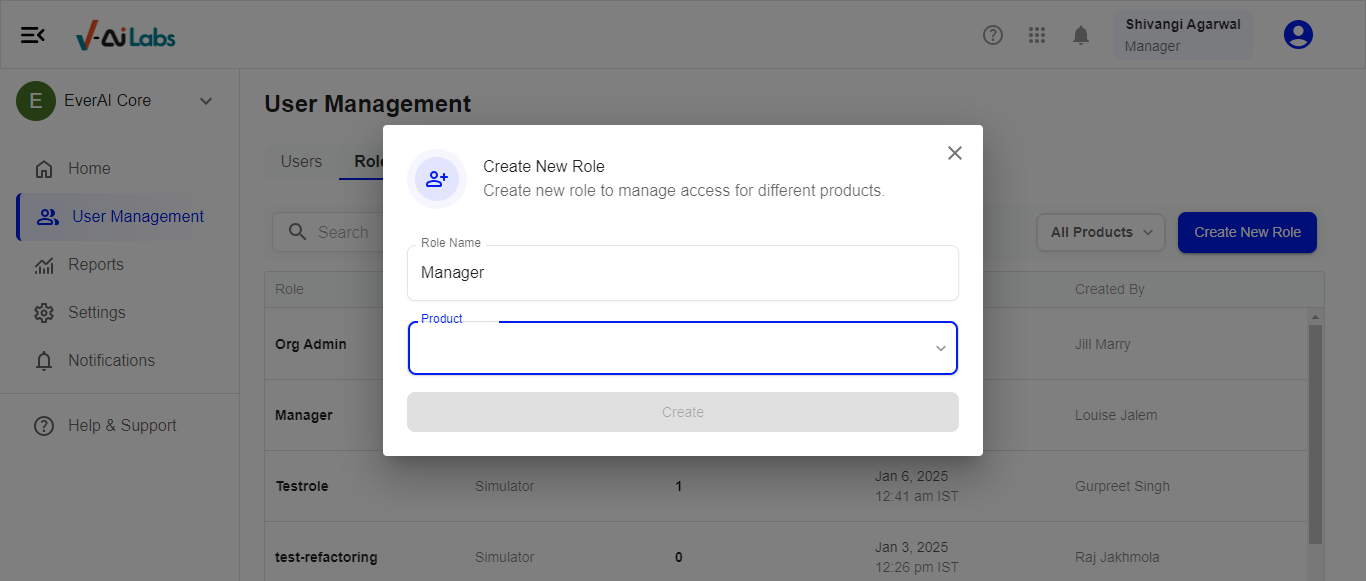 V-Ai Labs
?
Shivangi Agarwal
Manager
E
EverAI Core
Home
User Management
Reports
Settings
Notifications
? Help & Support
User Management
Users
Search
All Products
Create New Role
Role
Created By
Org Admin
Jill Marry
Manager
Louise Jalem
Testrole
Simulator
1
Jan 6, 2025
12:41 am IST
Gurpreet Singh
test-refactoring
Simulator
0
Jan 3, 2025
12:26 pm IST
Raj Jakhmola
Create New Role
Create new role to manage access for different products.
Role Name
Manager
Product
Create